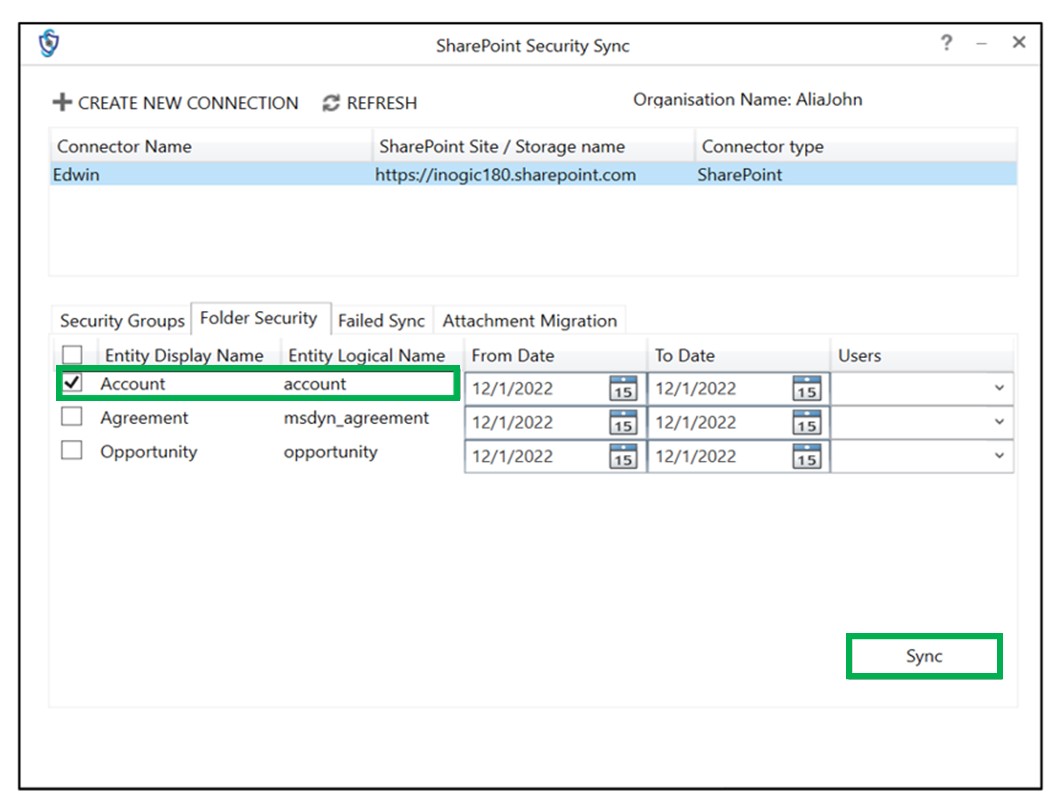 SharePoint Security Sync ? – ✕
CREATE NEW CONNECTION REFRESH Organisation Name: AliaJohn
Connector Name SharePoint Site / Storage name Connector type
Edwin https://inogic180.sharepoint.com SharePoint
Security Groups Folder Security Failed Sync Attachment Migration
Entity Display Name Entity Logical Name From Date To Date Users
Account account 12/1/2022 15 12/1/2022 15
Agreement msdyn_agreement 12/1/2022 15 12/1/2022 15
Opportunity opportunity 12/1/2022 15 12/1/2022 15
Sync